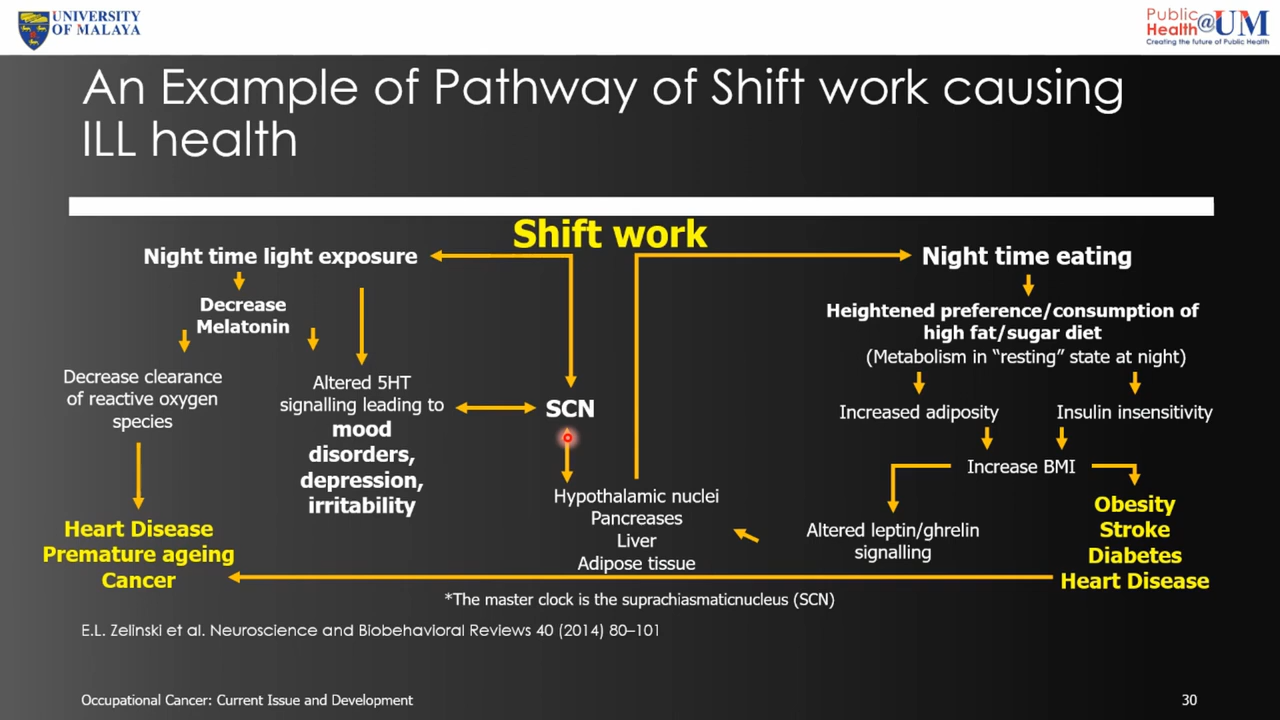 UNIVERSITY
OF MALAYA
Public
Health@UM
Creating the future of Public Health
An Example of Pathway of Shift work causing
ILL health
Shift work
Night time light exposure
Decrease
Melatonin
Decrease clearance
of reactive oxygen
species
Altered 5HT
signalling leading to
mood
disorders,
depression,
irritability
Heart Disease
Premature ageing
Cancer
SCN
Hypothalamic nuclei
Pancreases
Liver
Adipose tissue
Night time eating
Heightened preference/consumption of
high fat/sugar diet
(Metabolism in “resting” state at night)
Increased adiposity
Insulin insensitivity
Increase BMI
Altered leptin/ghrelin
signalling
Obesity
Stroke
Diabetes
Heart Disease
*The master clock is the suprachiasmaticnucleus (SCN)
E.L. Zelinski et al. Neuroscience and Biobehavioral Reviews 40 (2014) 80–101
Occupational Cancer: Current Issue and Development
30